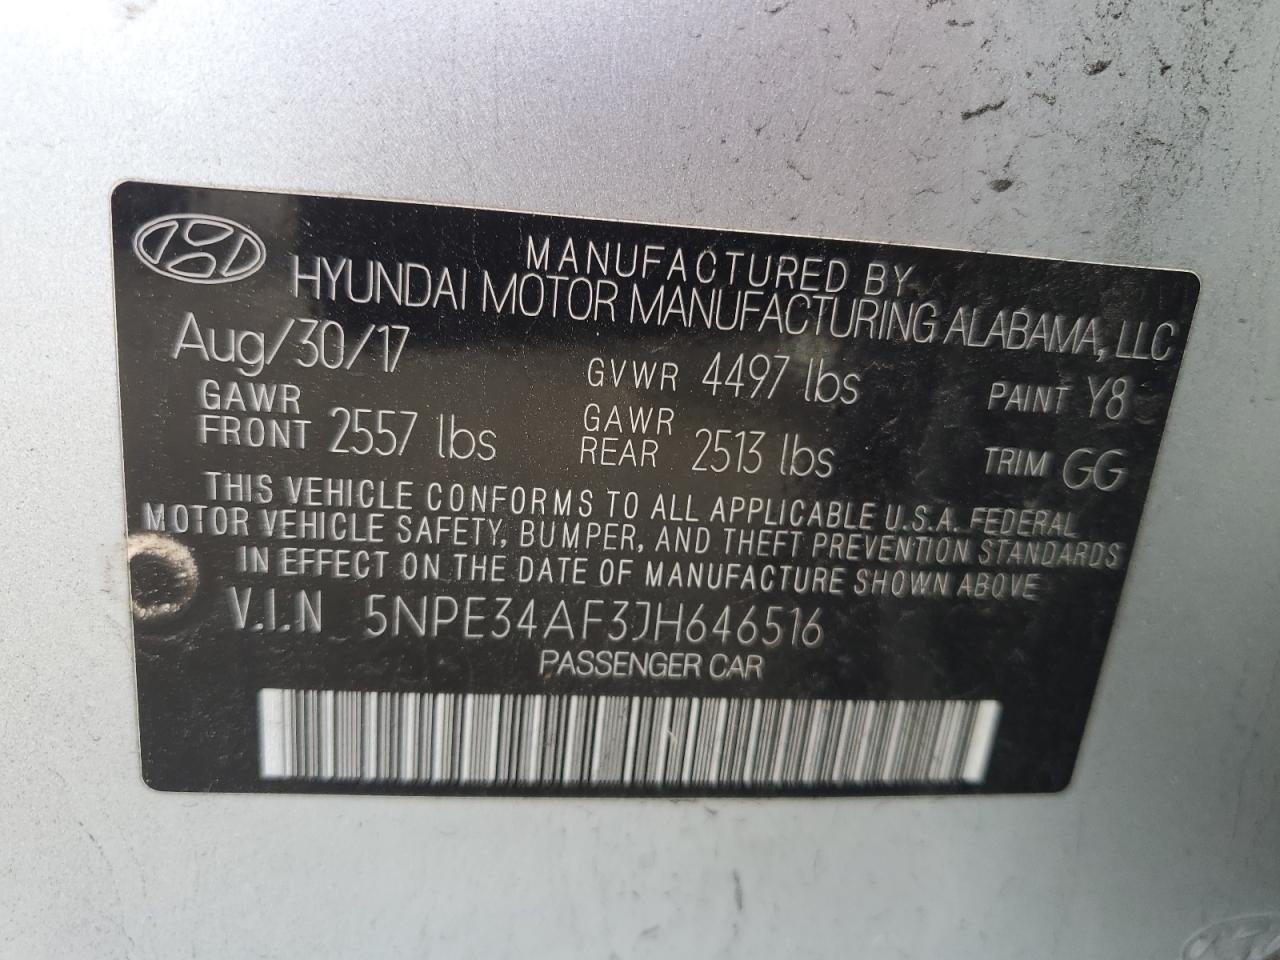 MANUFACTURED BY
HYUNDAI MOTOR MANUFACTURING ALABAMA, LLC
Aug/30/17 GVWR 4497 lbs PAINT Y8
GAWR FRONT 2557 lbs GAWR REAR 2513 lbs TRIM GG
THIS VEHICLE CONFORMS TO ALL APPLICABLE U.S.A. FEDERAL
MOTOR VEHICLE SAFETY, BUMPER, AND THEFT PREVENTION STANDARDS
IN EFFECT ON THE DATE OF MANUFACTURE SHOWN ABOVE
V.I.N 5NPE34AF3JH646516
PASSENGER CAR